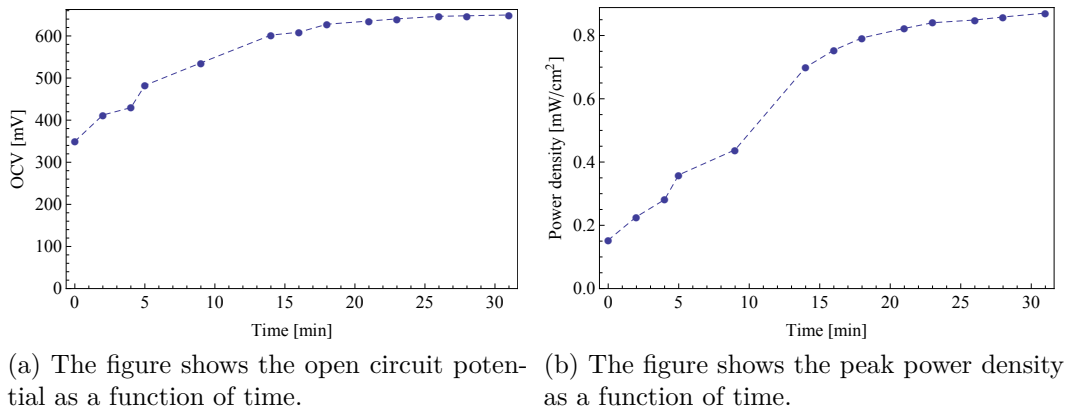 600
500
400
300
200
100
0
OCV [mV]
0 5 10 15 20 25 30
Time [min]
0.8
0.6
0.4
0.2
0.0
Power density [mW/cm²]
0 5 10 15 20 25 30
Time [min]
(a) The figure shows the open circuit poten-
tial as a function of time.
(b) The figure shows the peak power density
as a function of time.